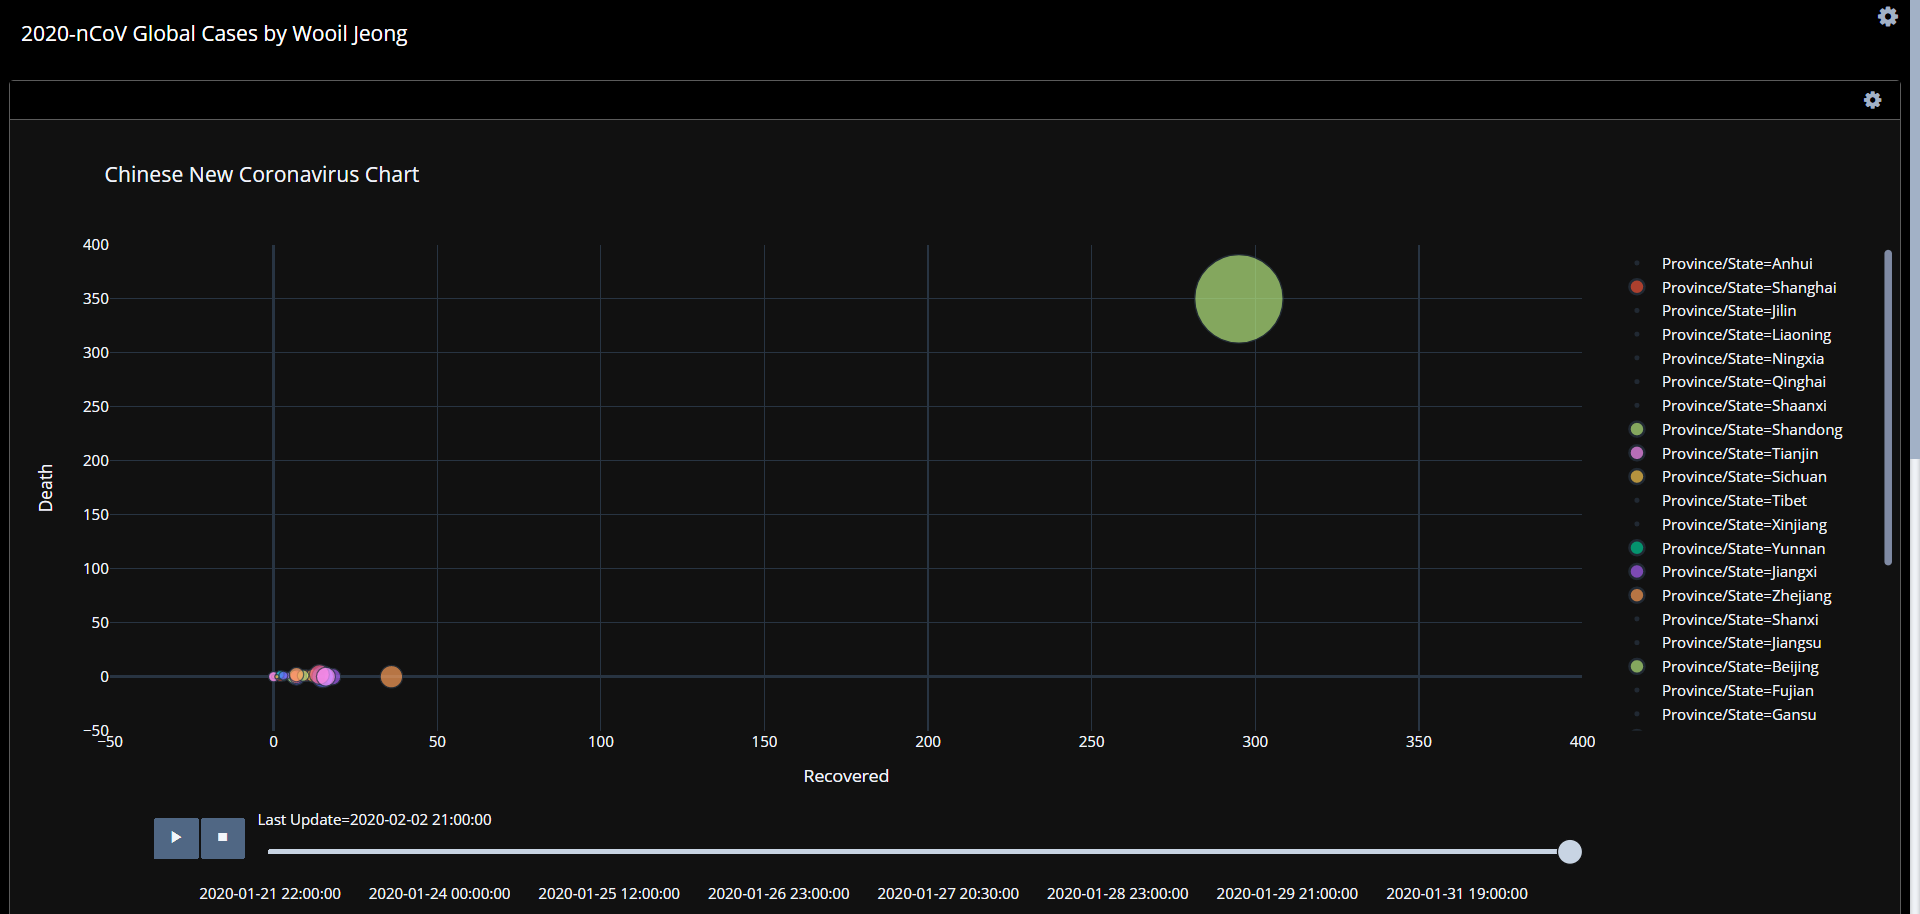 2020-nCoV Global Cases by Wooil Jeong
Chinese New Coronavirus Chart
400
350
300
250
200
150
100
50
0
−50
Death
−50 0 50 100 150 200 250 300 350 400
Recovered
Province/State=Anhui
Province/State=Shanghai
Province/State=Jilin
Province/State=Liaoning
Province/State=Ningxia
Province/State=Qinghai
Province/State=Shaanxi
Province/State=Shandong
Province/State=Tianjin
Province/State=Sichuan
Province/State=Tibet
Province/State=Xinjiang
Province/State=Yunnan
Province/State=Jiangxi
Province/State=Zhejiang
Province/State=Shanxi
Province/State=Jiangsu
Province/State=Beijing
Province/State=Fujian
Province/State=Gansu
Last Update=2020-02-02 21:00:00
2020-01-21 22:00:00 2020-01-24 00:00:00 2020-01-25 12:00:00 2020-01-26 23:00:00 2020-01-27 20:30:00 2020-01-28 23:00:00 2020-01-29 21:00:00 2020-01-31 19:00:00